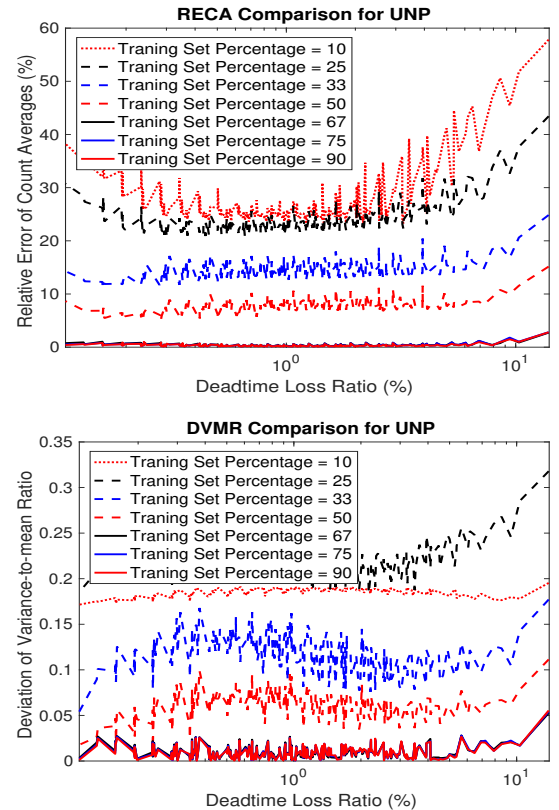 RECA Comparison for UNP
60
50
40
30
20
10
0
Relative Error of Count Averages (%)
Traning Set Percentage = 10
Traning Set Percentage = 25
Traning Set Percentage = 33
Traning Set Percentage = 50
Traning Set Percentage = 67
Traning Set Percentage = 75
Traning Set Percentage = 90
10^0
10^1
Deadtime Loss Ratio (%)
DVMR Comparison for UNP
0.35
0.3
0.25
0.2
0.15
0.1
0.05
0
Deviation of Variance-to-mean Ratio
Traning Set Percentage = 10
Traning Set Percentage = 25
Traning Set Percentage = 33
Traning Set Percentage = 50
Traning Set Percentage = 67
Traning Set Percentage = 75
Traning Set Percentage = 90
10^0
10^1
Deadtime Loss Ratio (%)